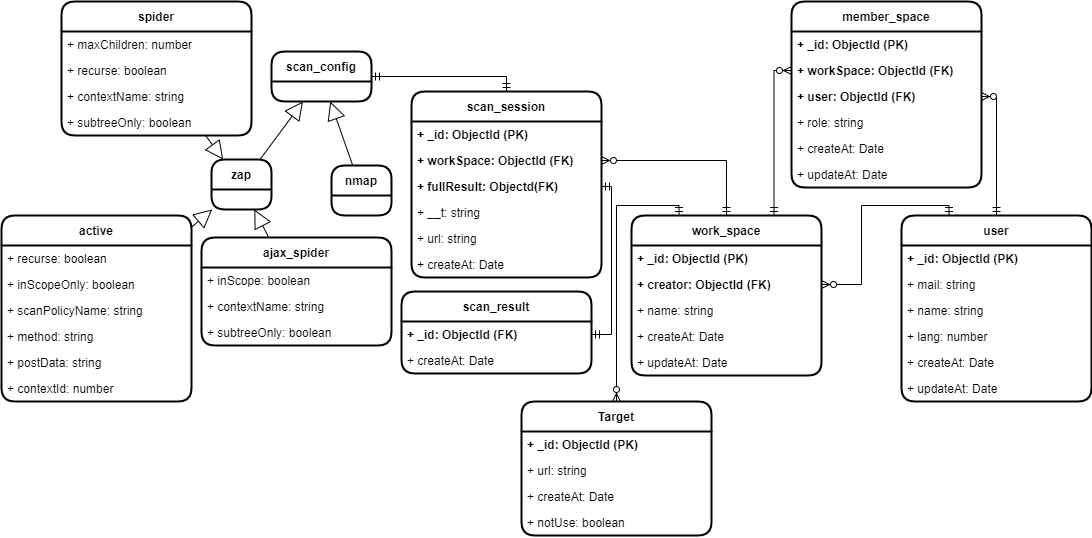 spider
+ maxChildren: number
+ recurse: boolean
+ contextName: string
+ subtreeOnly: boolean
scan_config
zap
nmap
active
+ recurse: boolean
+ inScopeOnly: boolean
+ scanPolicyName: string
+ method: string
+ postData: string
+ contextId: number
ajax_spider
+ inScope: boolean
+ contextName: string
+ subtreeOnly: boolean
scan_session
+ _id: ObjectId (PK)
+ workSpace: ObjectId (FK)
+ fullResult: Objectd(FK)
+ __t: string
+ url: string
+ createAt: Date
scan_result
+ _id: ObjectId (FK)
+ createAt: Date
member_space
+ _id: ObjectId (PK)
+ workSpace: ObjectId (FK)
+ user: ObjectId (FK)
+ role: string
+ createAt: Date
+ updateAt: Date
work_space
+ _id: ObjectId (PK)
+ creator: ObjectId (FK)
+ name: string
+ createAt: Date
+ updateAt: Date
user
+ _id: ObjectId (PK)
+ mail: string
+ name: string
+ lang: number
+ createAt: Date
+ updateAt: Date
Target
+ _id: ObjectId (PK)
+ url: string
+ createAt: Date
+ notUse: boolean